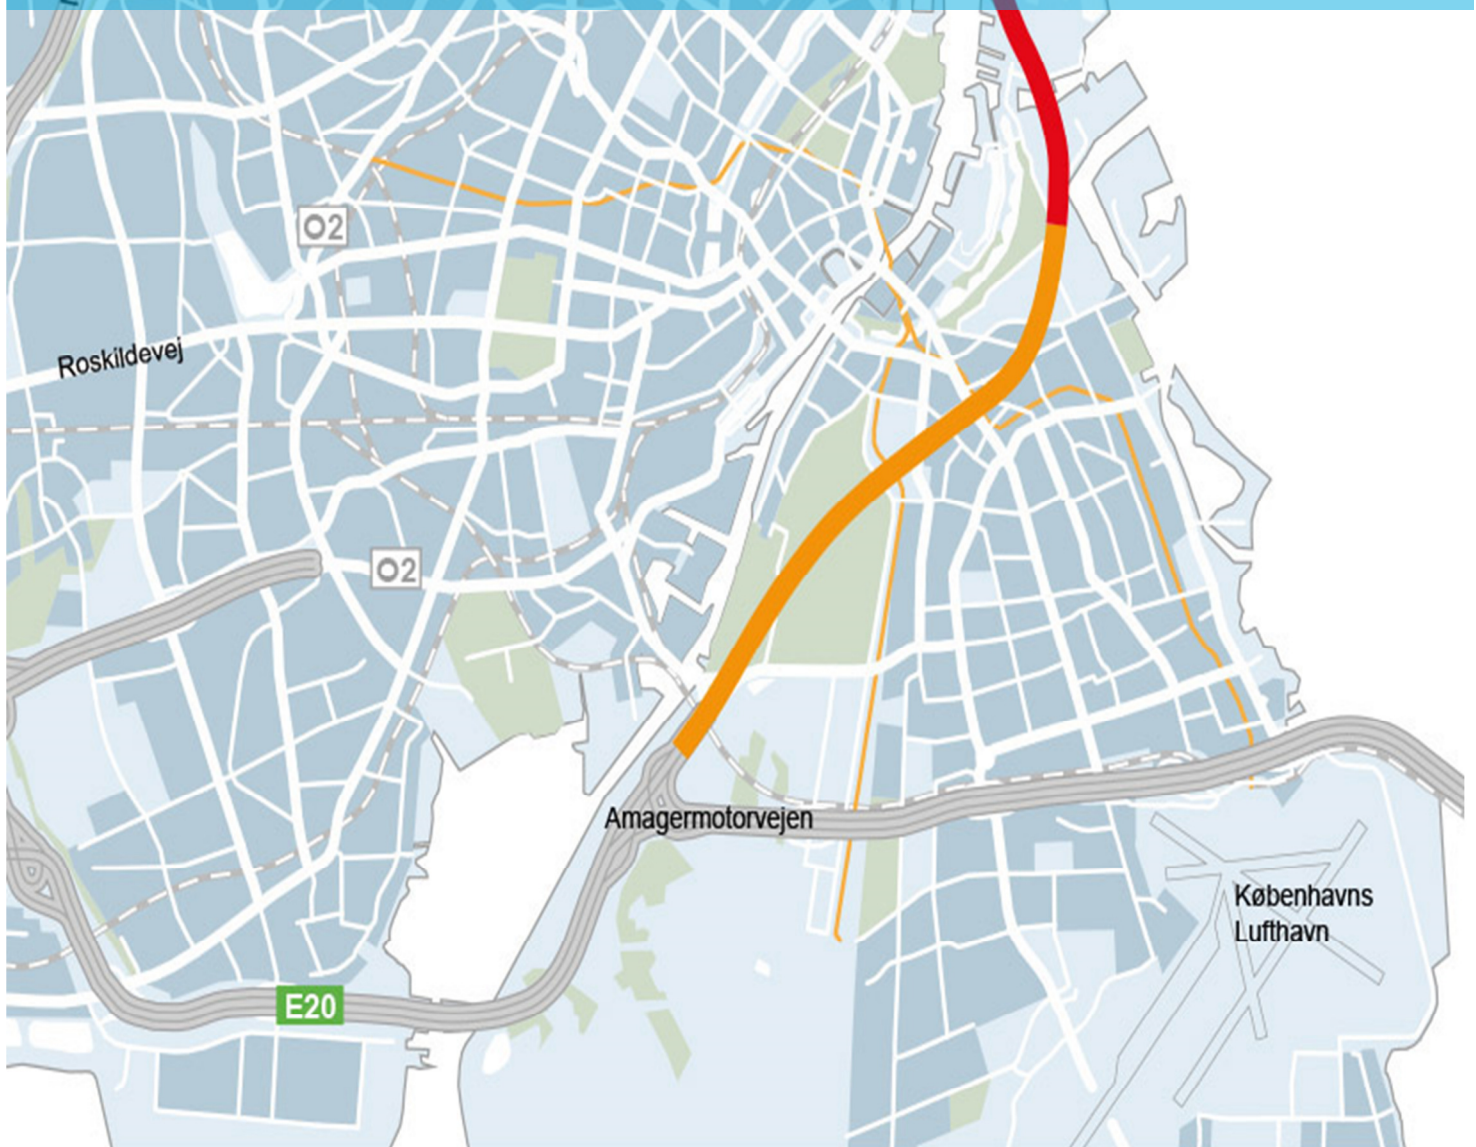 O2
Roskildevej
O2
Amagermotorvejen
Københavns
Lufthavn
E20